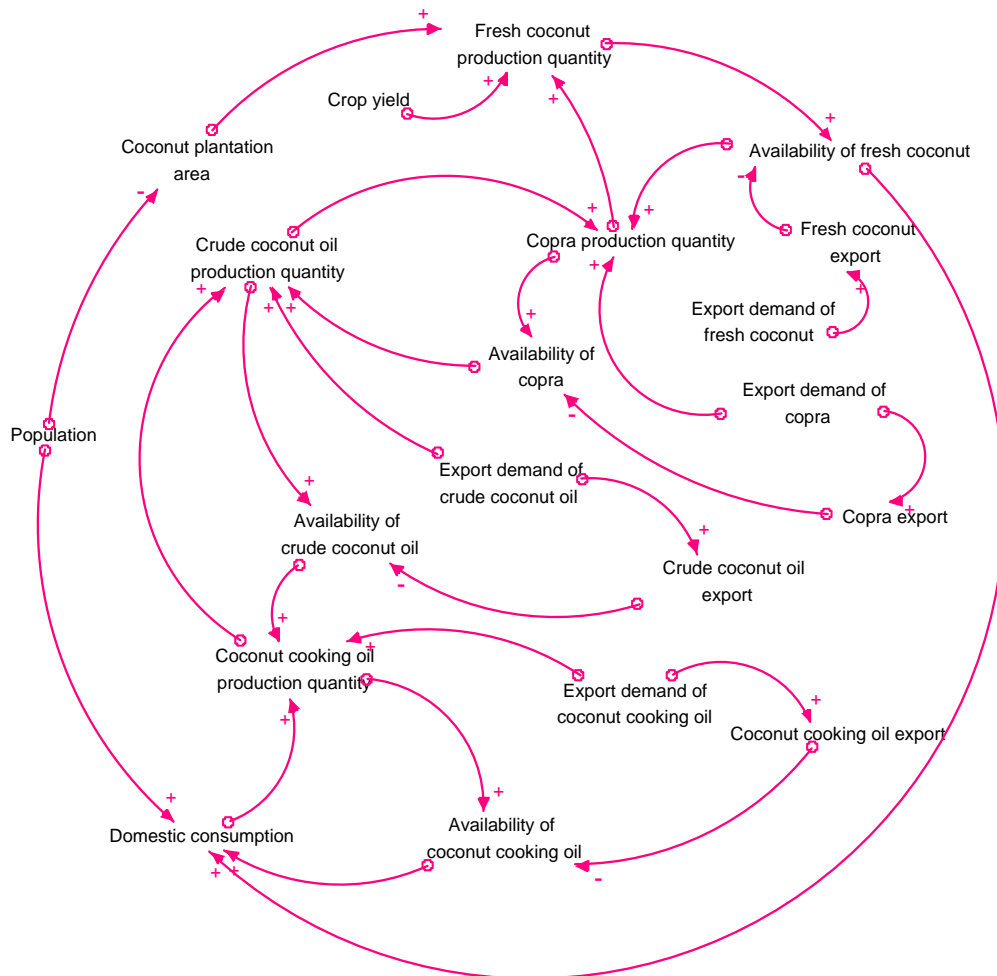 Fresh coconut
production quantity
Crop yield
Coconut plantation
area
Availability of fresh coconut
Crude coconut oil
production quantity
Copra production quantity
Fresh coconut
export
Export demand of
fresh coconut
Availability of
copra
Export demand of
copra
Population
Export demand of
crude coconut oil
Copra export
Availability of
crude coconut oil
Crude coconut oil
export
Coconut cooking oil
production quantity
Export demand of
coconut cooking oil
Coconut cooking oil export
Domestic consumption
Availability of
coconut cooking oil